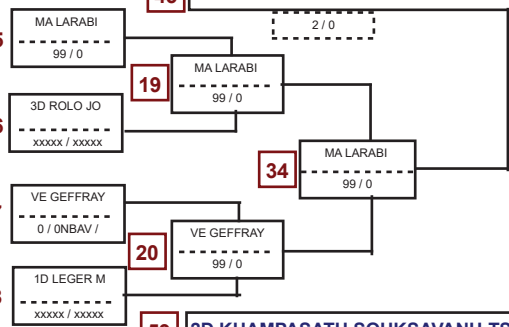 2 / 0
MA LARABI
99 / 0
19
MA LARABI
99 / 0
3D ROLO JO
xxxxx / xxxxx
34
MA LARABI
99 / 0
VE GEFFRAY
0 / 0NBAV /
20
VE GEFFRAY
99 / 0
1D LEGER M
xxxxx / xxxxx